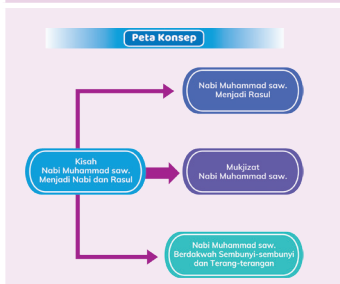 Peta Konsep
Nabi Muhammad saw.
Menjadi Rasul
Kisah
Nabi Muhammad saw.
Menjadi Nabi dan Rasul
Mukjizat
Nabi Muhammad saw.
Nabi Muhammad saw.
Berdakwah Sembunyi-sembunyi
dan Terang-terangan